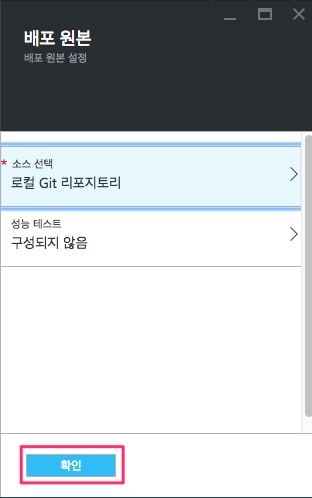 배포 원본
배포 원본 설정
* 소스 선택
로컬 Git 리포지토리
성능 테스트
구성되지 않음
확인